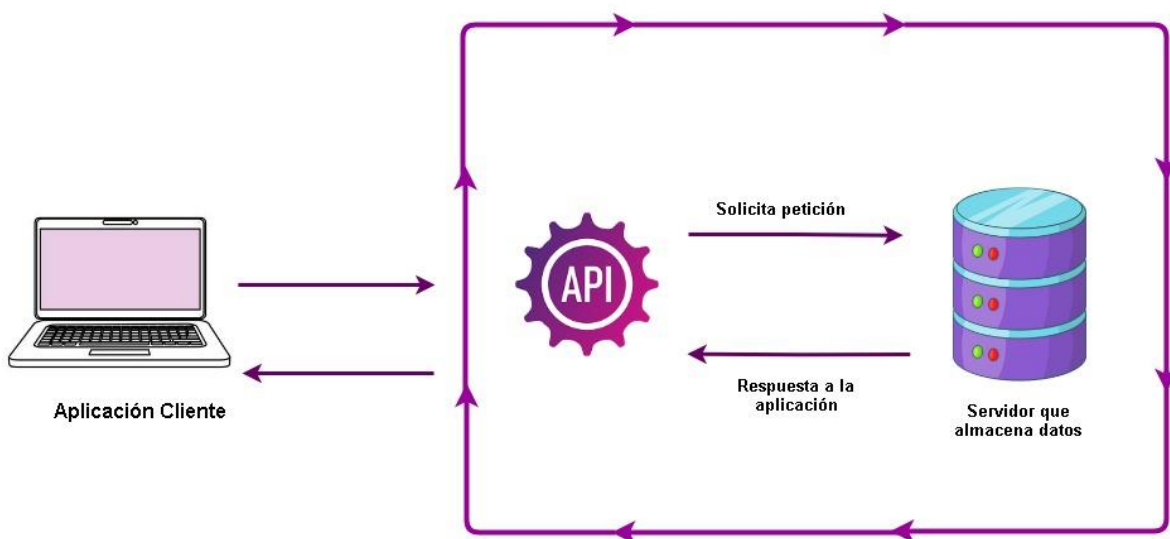 Solicita petición
API
Respuesta a la
aplicación
Aplicación Cliente
Servidor que
almacena datos